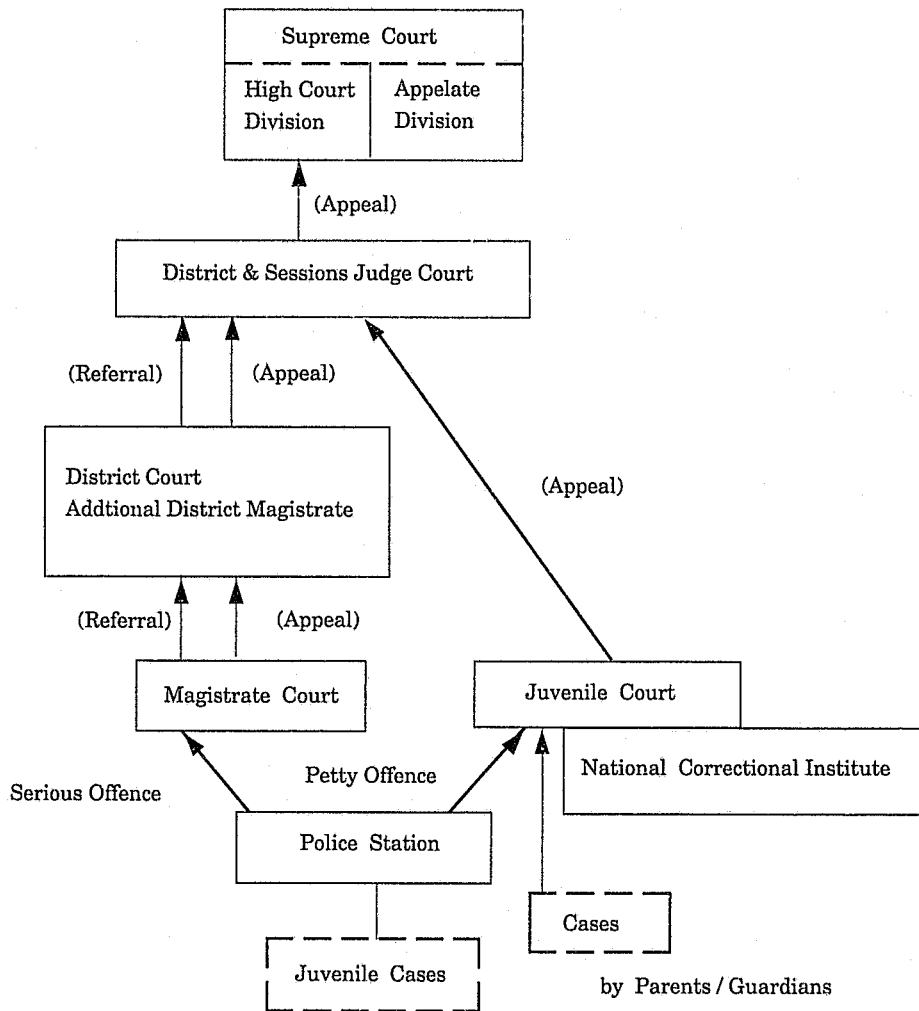 Supreme Court
High Court
Division
Appelate
Division
(Appeal)
District & Sessions Judge Court
(Referral)
(Appeal)
District Court
Addtional District Magistrate
(Appeal)
(Referral)
(Appeal)
Magistrate Court
Juvenile Court
National Correctional Institute
Petty Offence
Serious Offence
Police Station
Cases
Juvenile Cases
by Parents / Guardians